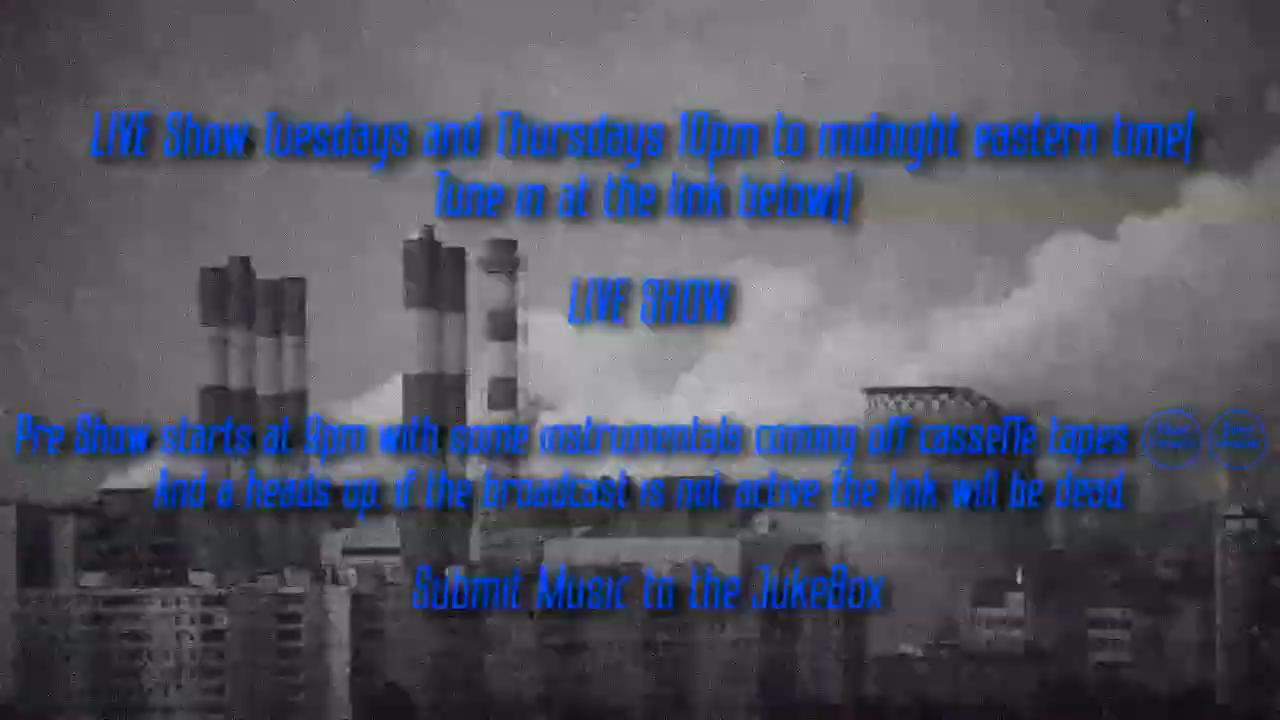 LIVE Show Tuesdays and Thursdays 10pm to midnight eastern time!
Tune in at the link below!!
LIVE SHOW
Pre Show starts at 9pm with some instrumentals coming off cassette tapes
And a heads up, if the broadcast is not active the link will be dead.
Submit Music to the JukeBox